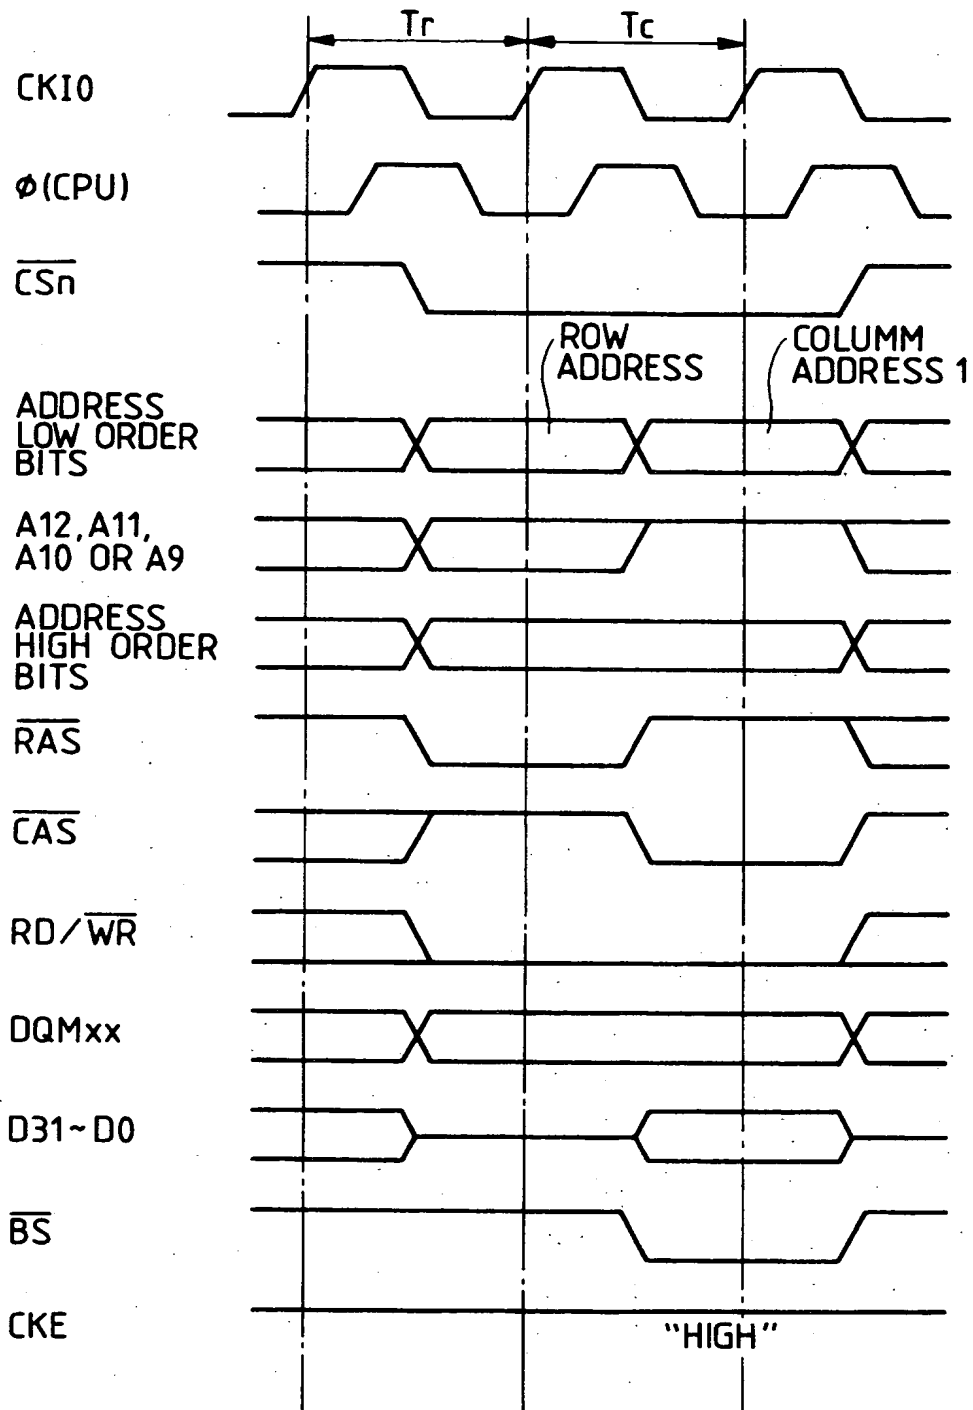 Tr
Tc
CKIO
ø(CPU)
CSn
ROW
ADDRESS
COLUMM
ADDRESS 1
ADDRESS
LOW ORDER
BITS
A12, A11,
A10 OR A9
ADDRESS
HIGH ORDER
BITS
RAS
CAS
RD/WR
DQMxx
D31~D0
BS
CKE
"HIGH"